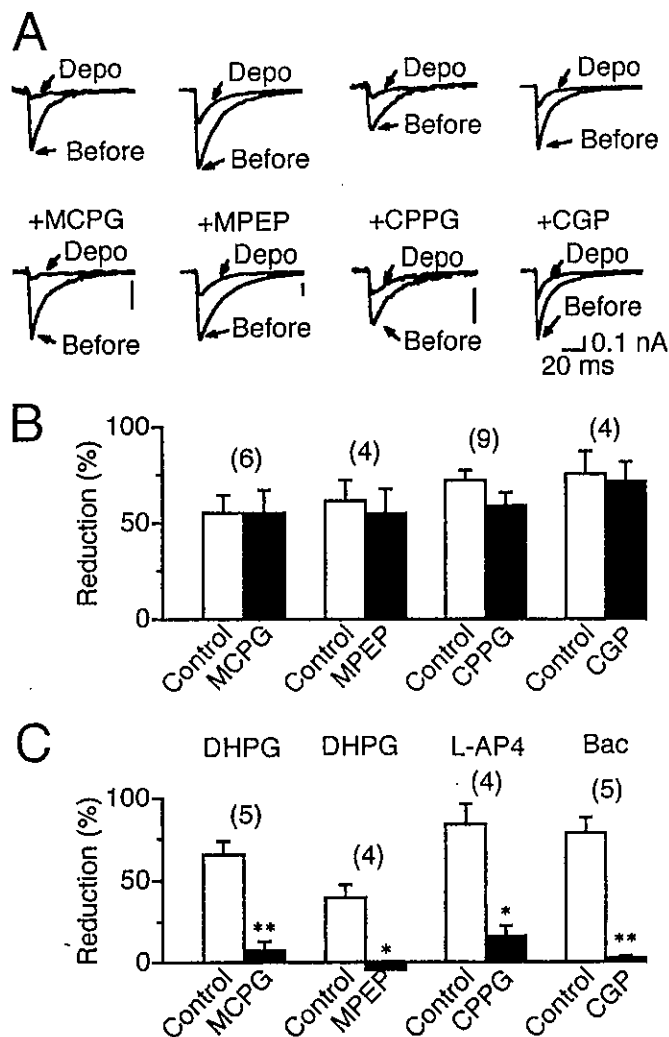 A
Depo Depo Depo Depo
Before Before Before Before
+MCPG +MPEP +CPPG +CGP
Depo Depo Depo Depo
Before Before Before Before
0.1 nA
20 ms
B
Reduction (%)
100
50
0
(6) (4) (9) (4)
Control MCPG Control MPEP Control CPPG Control CGP
C
DHPG DHPG L-AP4 Bac
Reduction (%)
100
50
0
(5) (4) (4) (5)
** * * **
Control MCPG Control MPEP Control CPPG Control CGP